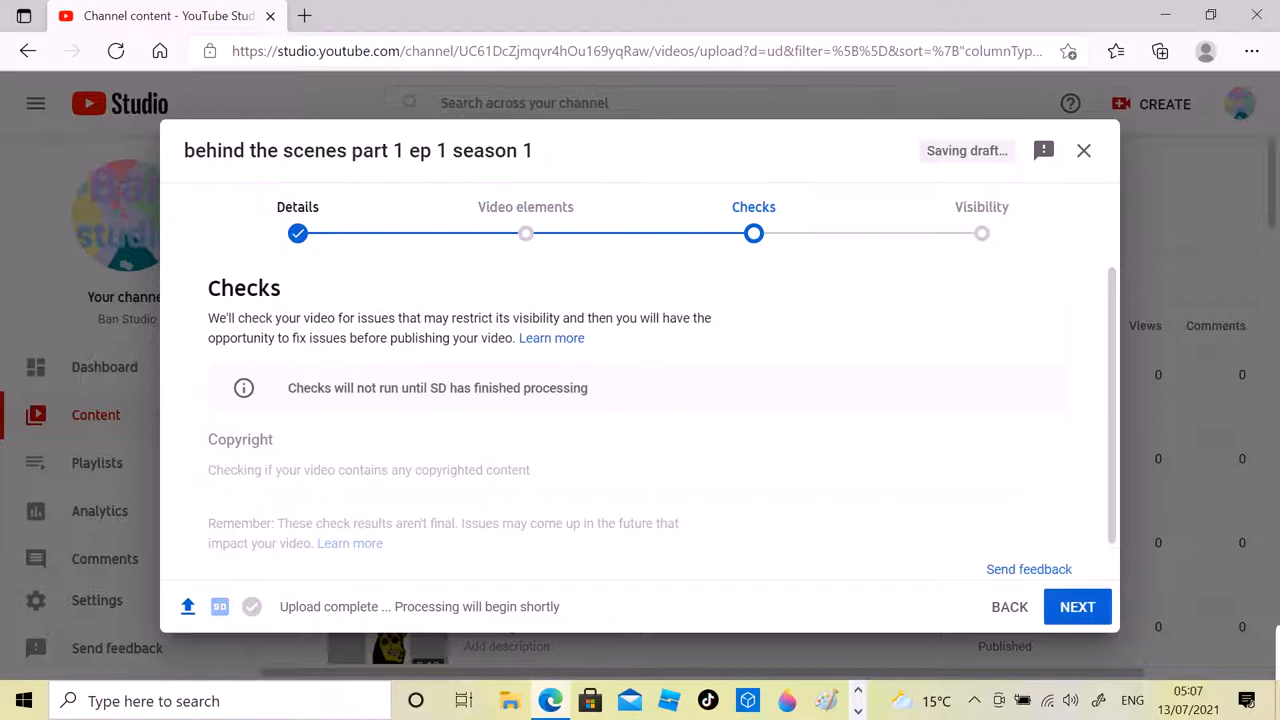 Channel content - YouTube Stud
https://studio.youtube.com/channel/UC61DcZjmqvr4hOu169yqRaw/videos/upload?d=ud&filter=%5B%5D&sort=%7B"columnTyp...
Studio
Search across your channel
CREATE
behind the scenes part 1 ep 1 season 1
Saving draft...
Details
Video elements
Checks
Visibility
Ban
studio
Your chann
Ban Studio
Checks
We'll check your video for issues that may restrict its visibility and then you will have the
opportunity to fix issues before publishing your video. Learn more
Checks will not run until SD has finished processing
Copyright
Checking if your video contains any copyrighted content
Remember: These check results aren't final. Issues may come up in the future that
impact your video. Learn more
Send feedback
SD
Upload complete ... Processing will begin shortly
BACK
NEXT
Dashboard
Content
Playlists
Analytics
Comments
Settings
Send feedback
Views Comments
0 0
0 0
0 0
0 0
Add description
Published
Type here to search
15°C
ENG
05:07
13/07/2021